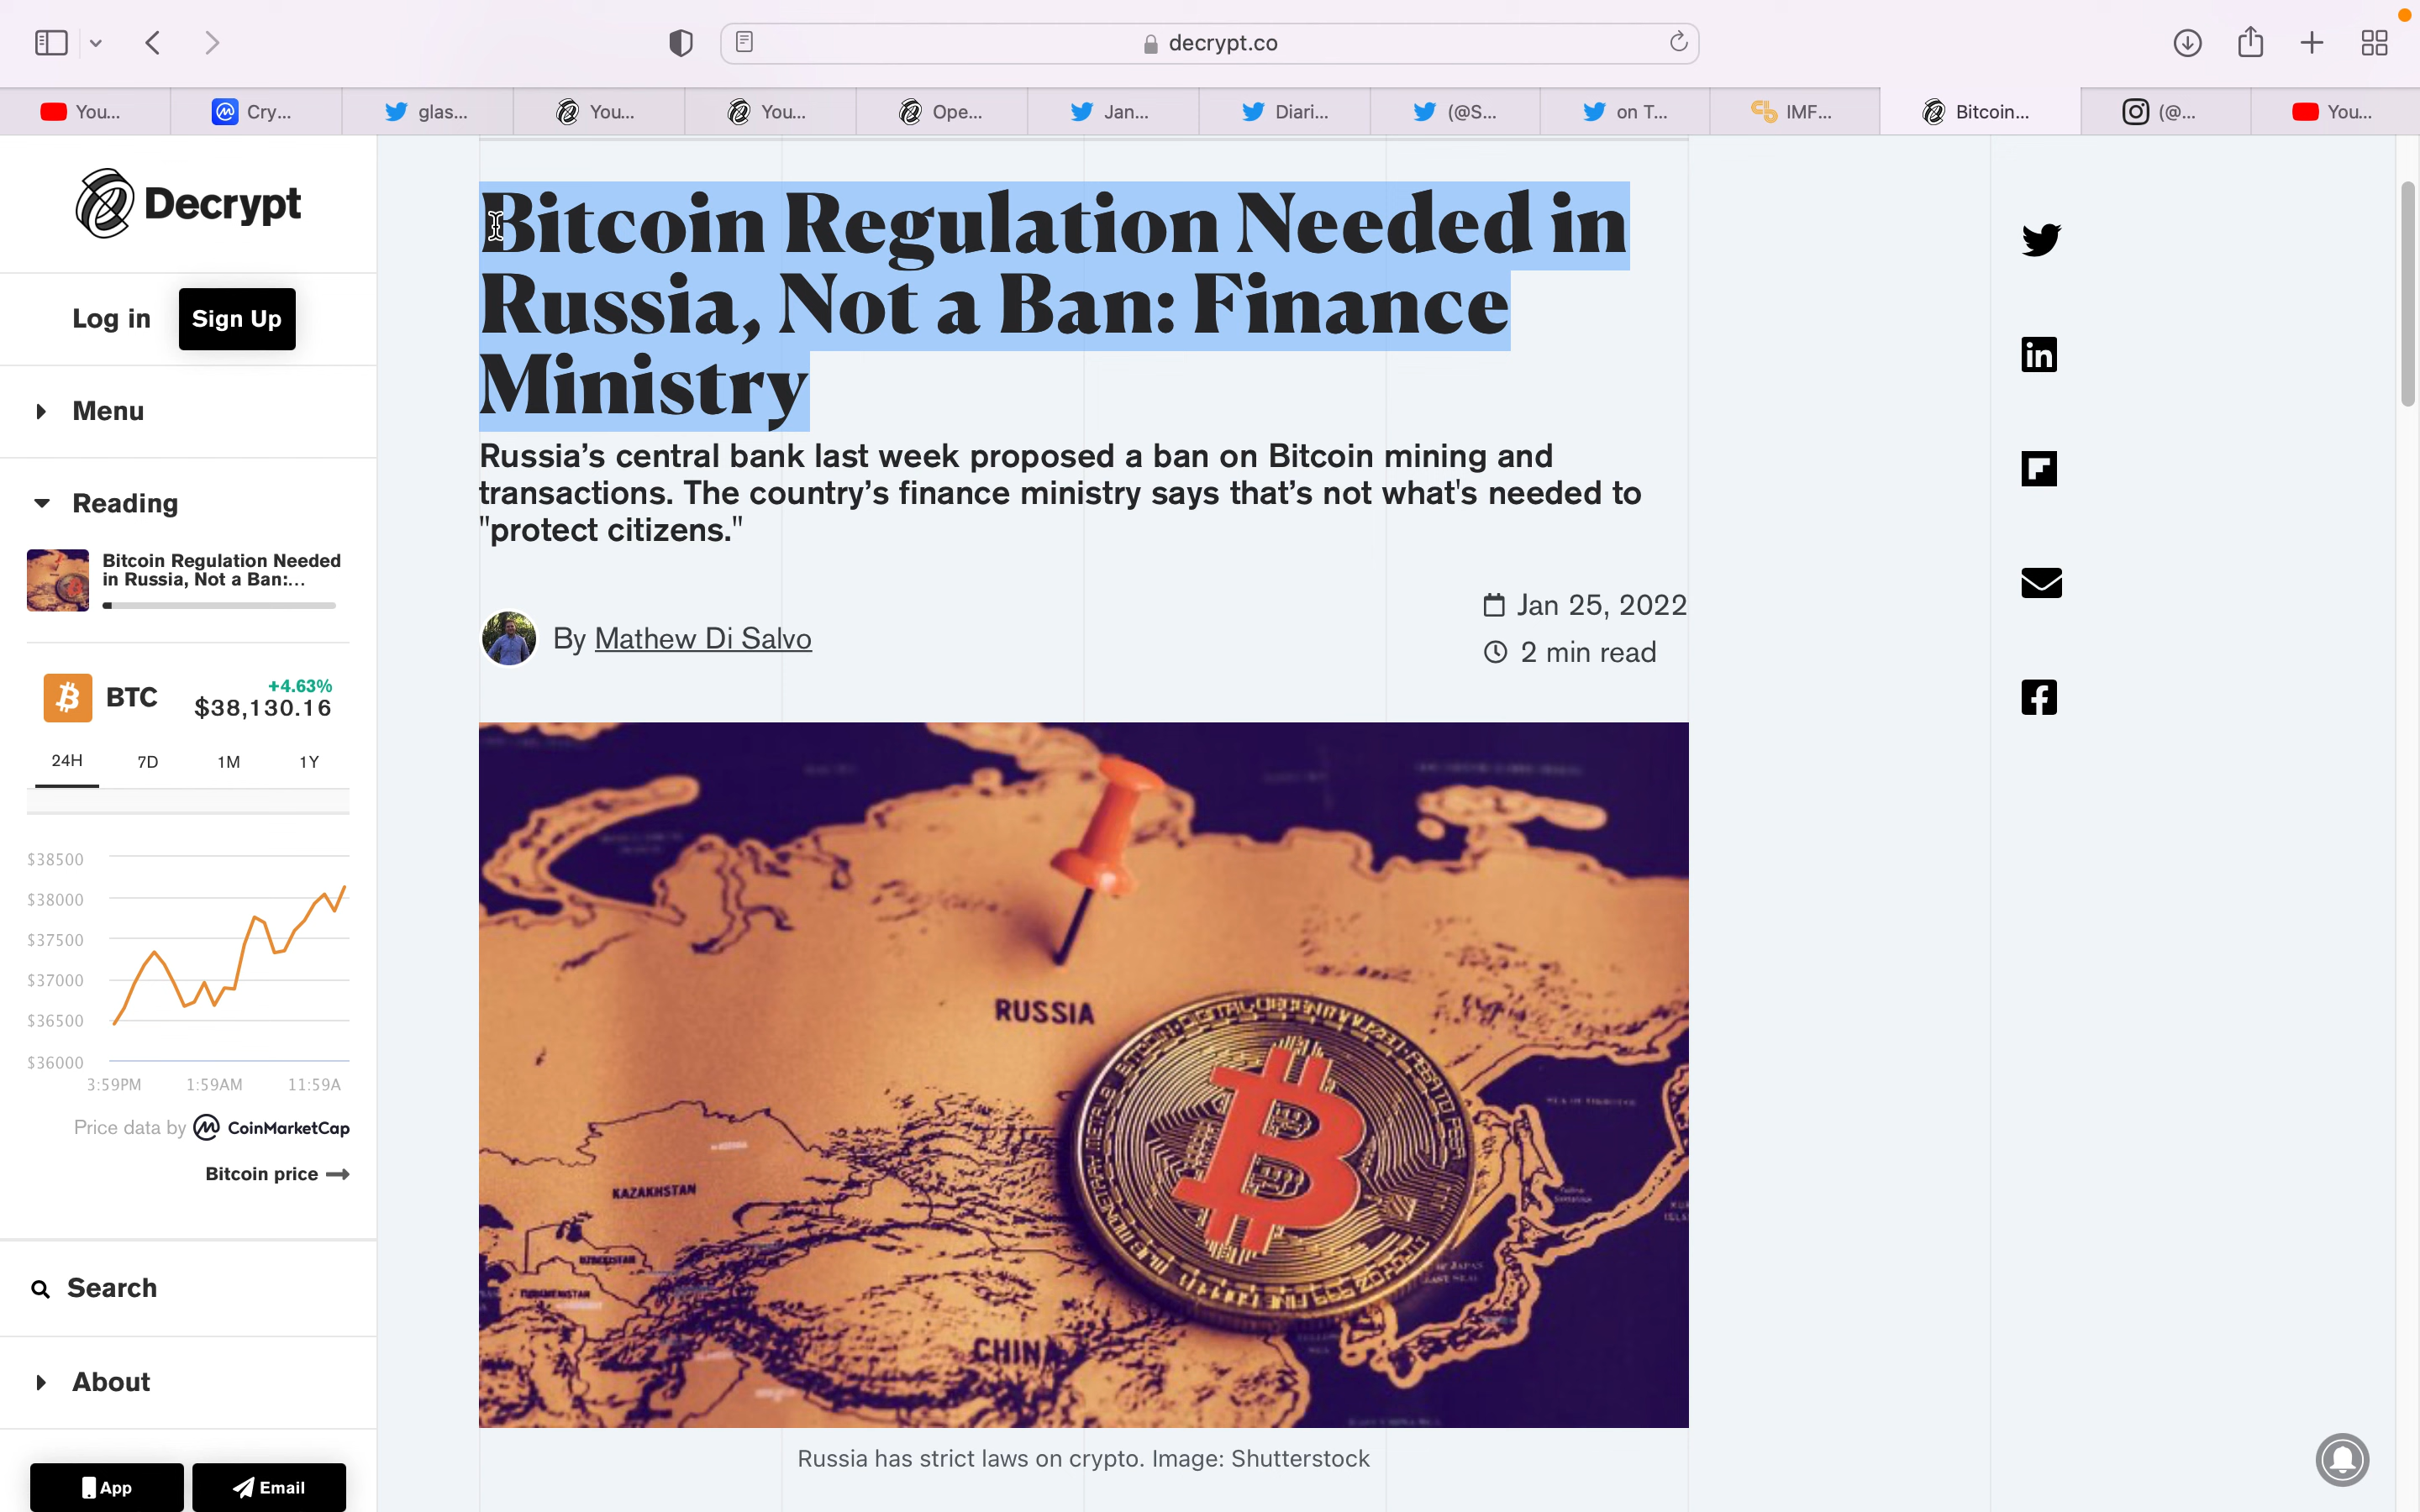 decrypt.co
You...
Cry...
glas...
You...
You...
Ope...
Jan...
Diari...
(@S...
on T...
IMF...
Bitcoin...
(@...
You...
Decrypt
Log in
Sign Up
Menu
Reading
Bitcoin Regulation Needed
in Russia, Not a Ban:...
BTC
+4.63%
$38,130.16
24H 7D 1M 1Y
$38500
$38000
$37500
$37000
$36500
$36000
3:59PM 1:59AM 11:59A
Price data by CoinMarketCap
Bitcoin price
Search
About
App
Email
Bitcoin Regulation Needed in
Russia, Not a Ban: Finance
Ministry
Russia’s central bank last week proposed a ban on Bitcoin mining and
transactions. The country’s finance ministry says that’s not what's needed to
"protect citizens."
By Mathew Di Salvo
Jan 25, 2022
2 min read
RUSSIA
KAZAKHSTAN
UZBEKISTAN
TURKMENISTAN
CHINA
Russia has strict laws on crypto. Image: Shutterstock